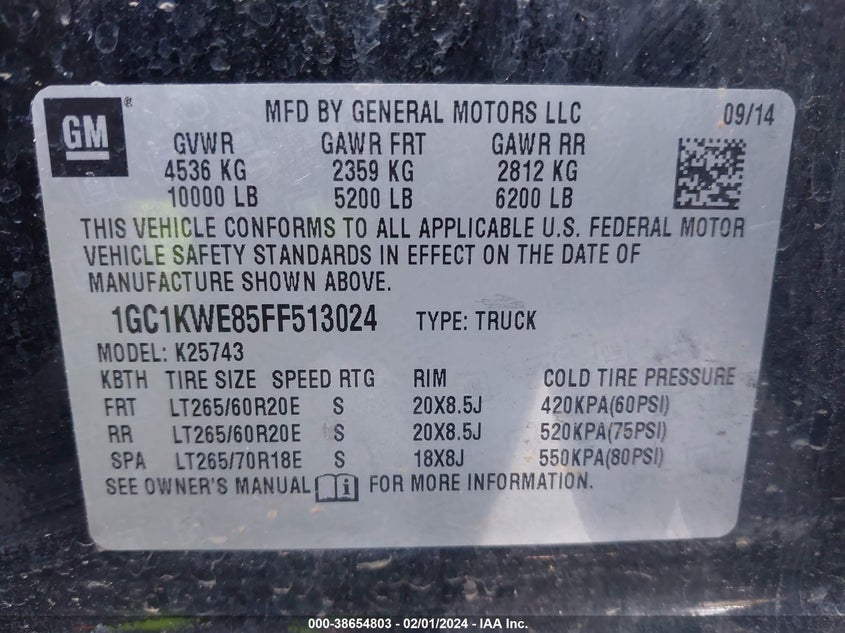 GM® MFD BY GENERAL MOTORS LLC 09/14
GVWR GAWR FRT GAWR RR
4536 KG 2359 KG 2812 KG
10000 LB 5200 LB 6200 LB
THIS VEHICLE CONFORMS TO ALL APPLICABLE U.S. FEDERAL MOTOR
VEHICLE SAFETY STANDARDS IN EFFECT ON THE DATE OF
MANUFACTURE SHOWN ABOVE.
1GC1KWE85FF513024 TYPE: TRUCK
MODEL: K25743
KBTH TIRE SIZE SPEED RTG RIM COLD TIRE PRESSURE
FRT LT265/60R20E S 20X8.5J 420KPA(60PSI)
RR LT265/60R20E S 20X8.5J 520KPA(75PSI)
SPA LT265/70R18E S 18X8J 550KPA(80PSI)
SEE OWNER'S MANUAL i FOR MORE INFORMATION.
000-38654803 - 02/01/2024 - IAA Inc.